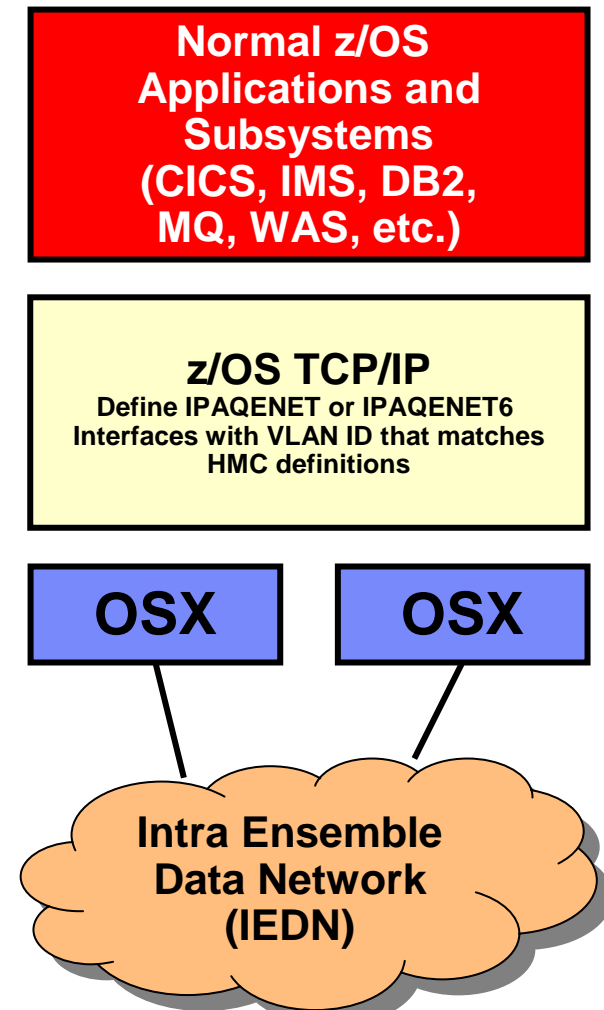 Normal z/OS
Applications and
Subsystems
(CICS, IMS, DB2,
MQ, WAS, etc.)
z/OS TCP/IP
Define IPAQENET or IPAQENET6
Interfaces with VLAN ID that matches
HMC definitions
OSX
OSX
Intra Ensemble
Data Network
(IEDN)